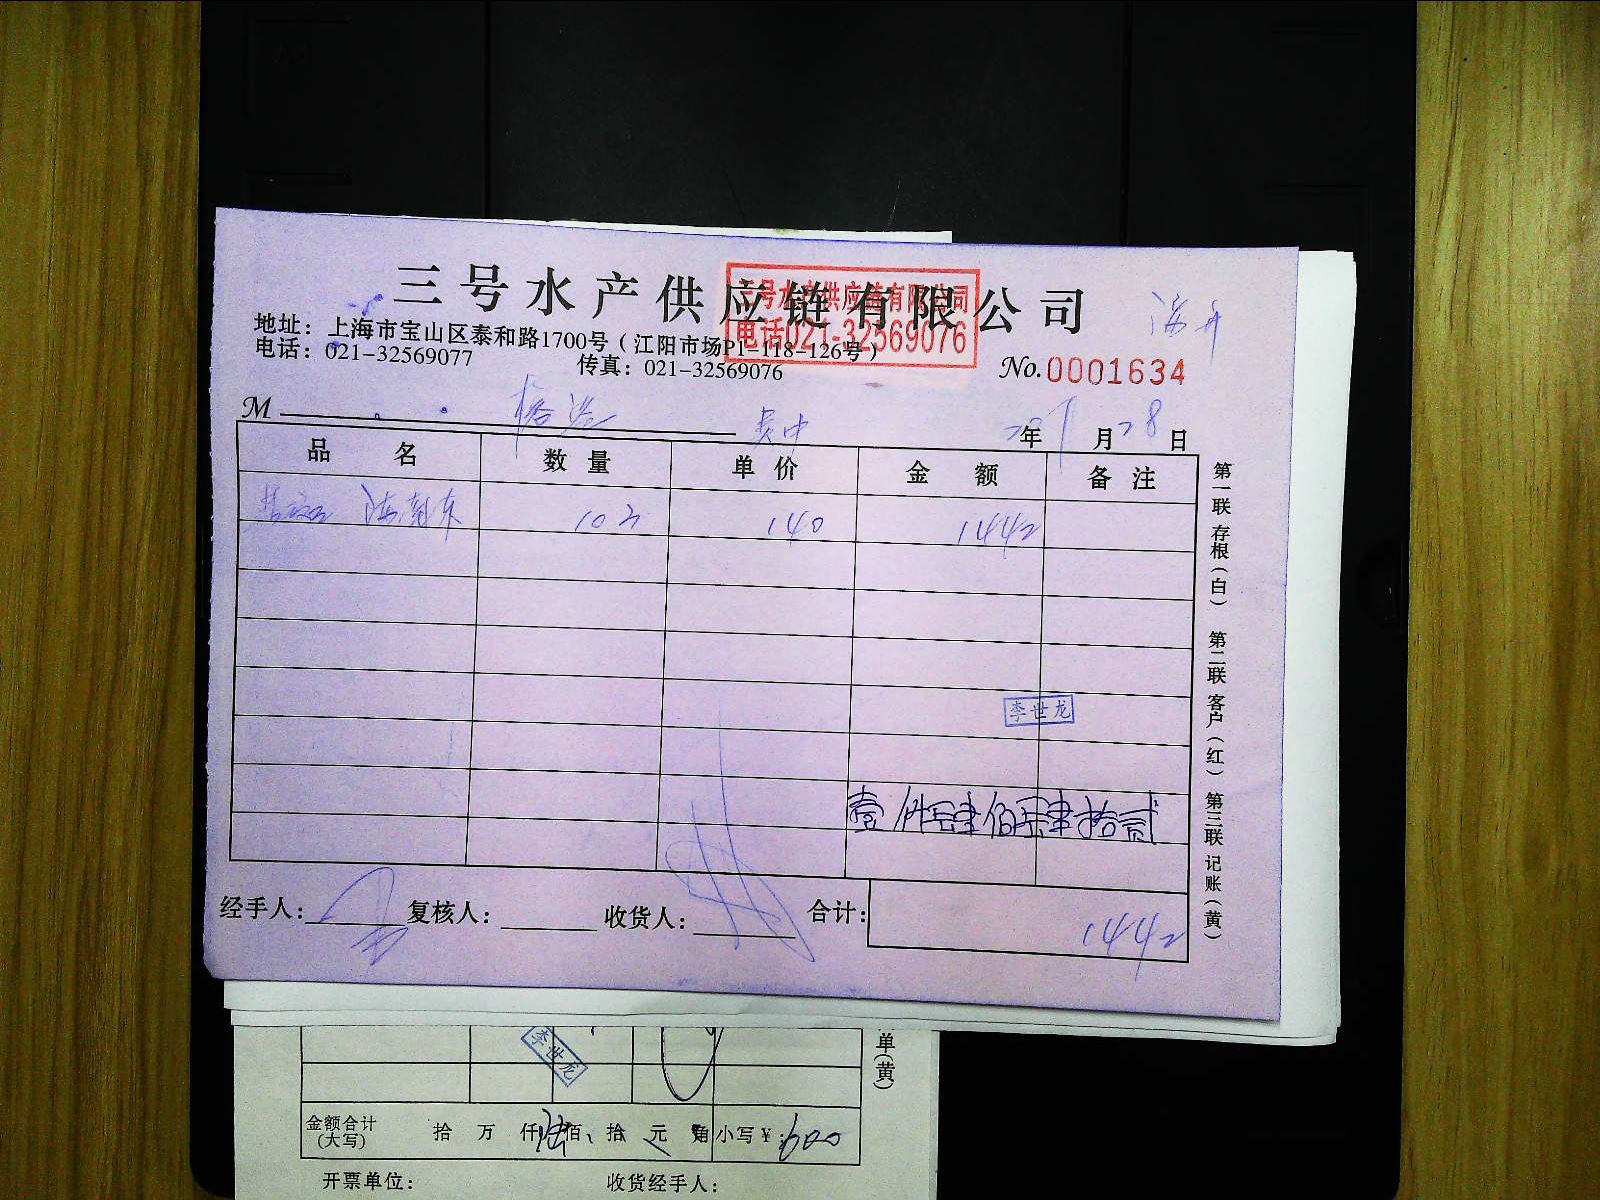 三号水产供应链有限公司
三号水产供应链有限公司
电话021-32569076
地址：上海市宝山区泰和路1700号（江阳市场P1-118-126号）
电话：021-32569077 传真：021-32569076
No.0001634
M
年 月28日
品名 数量 单价 金额 备注
140 1442
李世龙
壹仟肆佰肆拾贰
经手人： 复核人： 收货人： 合计：1442
第一联 存根（白） 第二联 客户（红） 第三联 记账（黄）
李世龙
单(黄)
金额合计(大写) 拾 万 仟 陆佰 拾 元 角 小写￥：600
开票单位： 收货经手人：